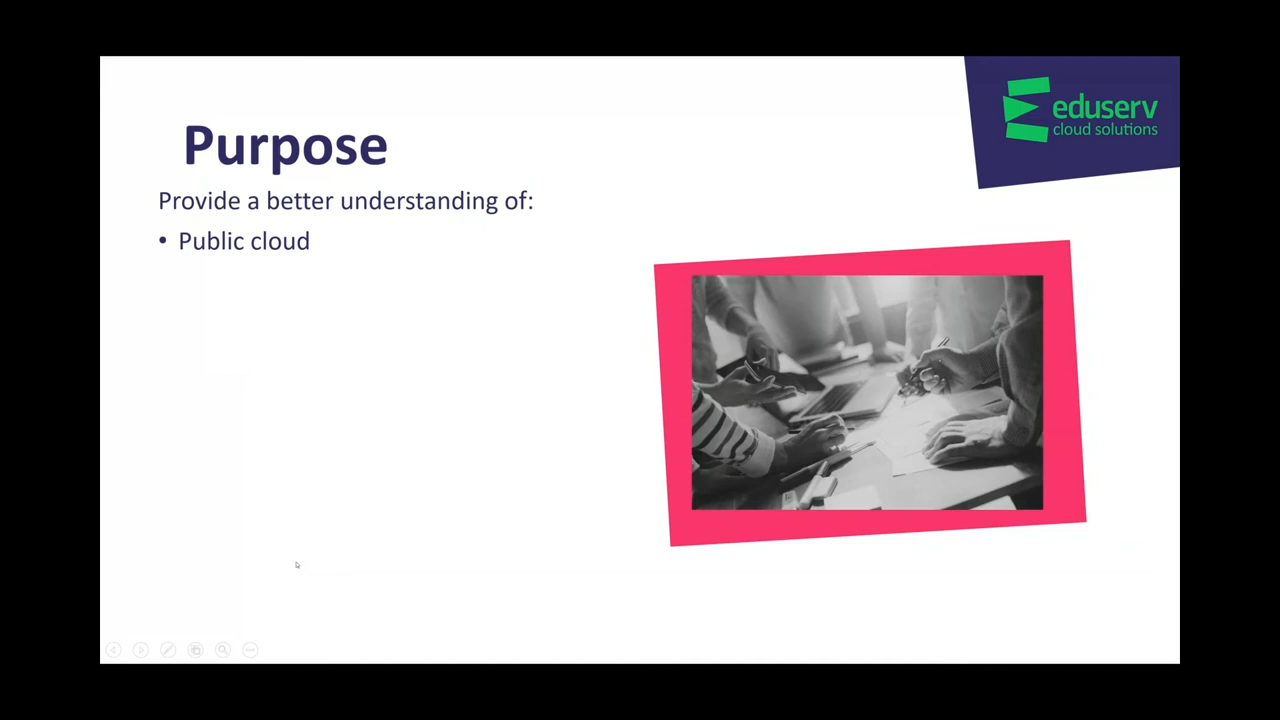 Purpose
Provide a better understanding of:
• Public cloud
eduserv
cloud solutions